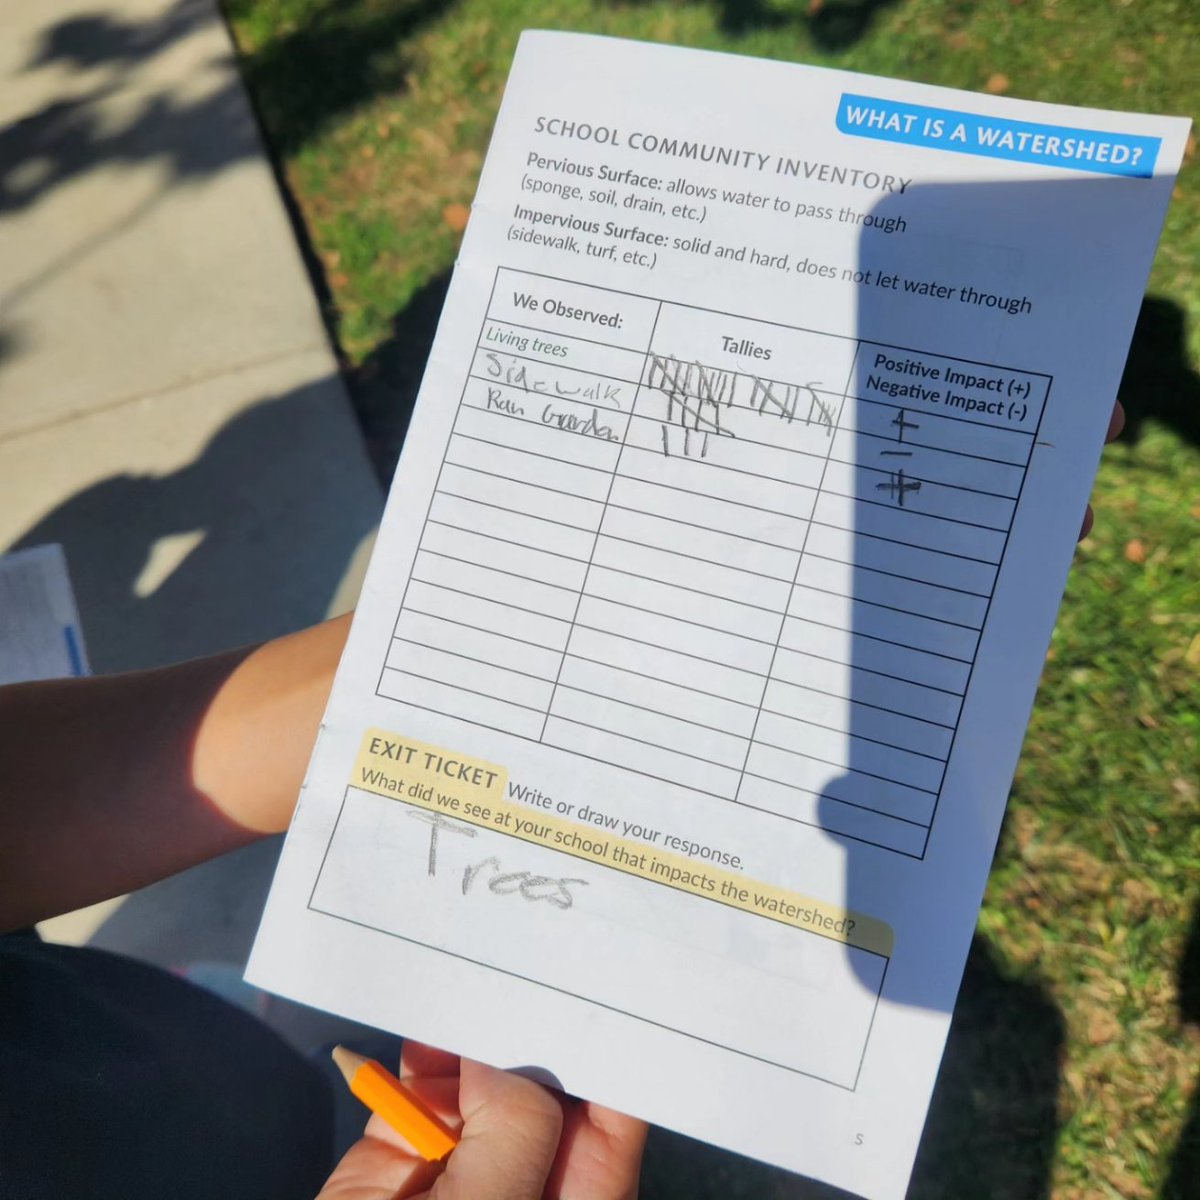 WHAT IS A WATERSHED?
SCHOOL COMMUNITY INVENTORY
Pervious Surface: allows water to pass through
(sponge, soil, drain, etc.)
Impervious Surface: solid and hard, does not let water through
(sidewalk, turf, etc.)
We Observed:
Tallies
Positive Impact (+)
Negative Impact (-)
Living trees
+
Sidewalk
-
Garden
+
EXIT TICKET Write or draw your response.
What did we see at your school that impacts the watershed?
Trees
5